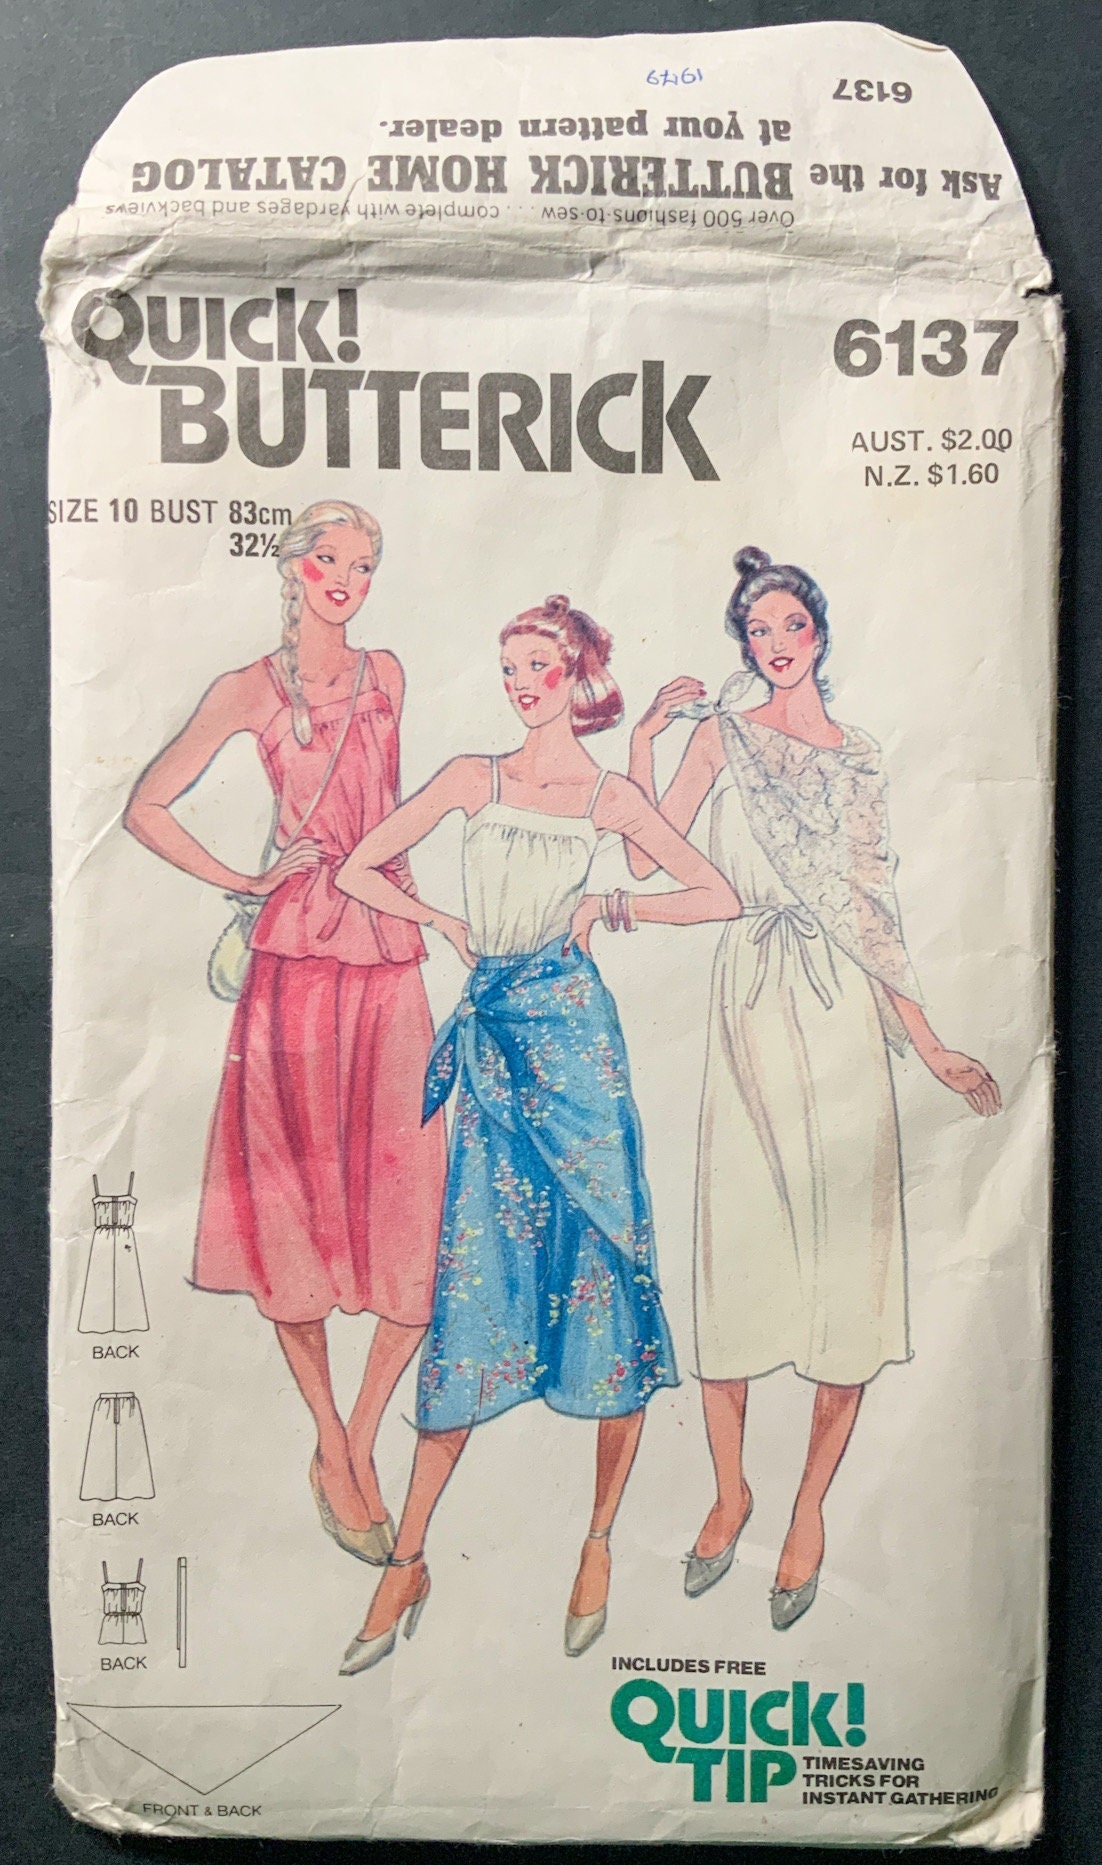 6137
1979
Ask for the BUTTERICK HOME CATALOG
at your pattern dealer.
Over 500 fashions-to-sew . . . complete with yardages and backviews
QUICK!
BUTTERICK
6137
AUST. $2.00
N.Z. $1.60
SIZE 10 BUST 83cm
32½
BACK
BACK
BACK
FRONT & BACK
INCLUDES FREE
QUICK!
TIP
TIMESAVING
TRICKS FOR
INSTANT GATHERING